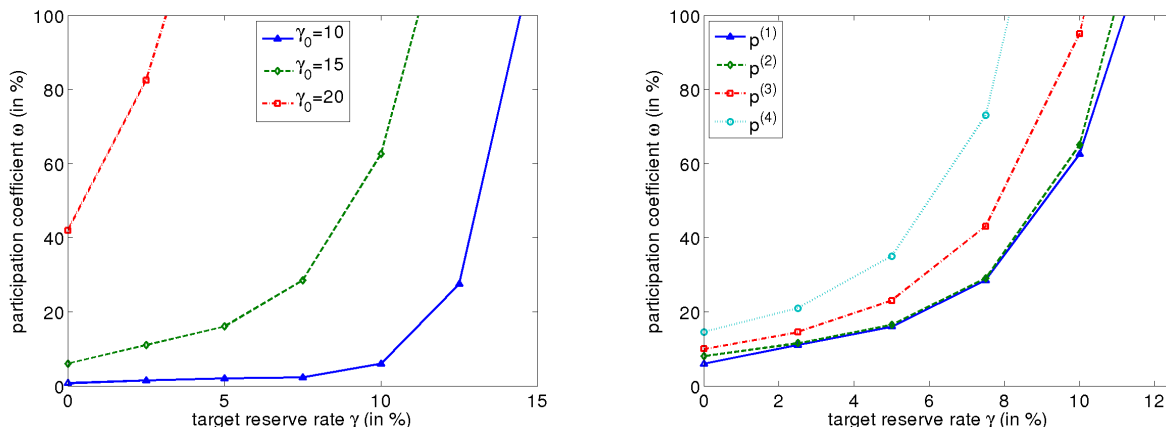 100
80
60
40
20
0
participation coefficient ω (in %)
γ₀=10
γ₀=15
γ₀=20
0 5 10 15
target reserve rate γ (in %)
100
80
60
40
20
0
participation coefficient ω (in %)
p⁽¹⁾
p⁽²⁾
p⁽³⁾
p⁽⁴⁾
0 2 4 6 8 10 12
target reserve rate γ (in %)